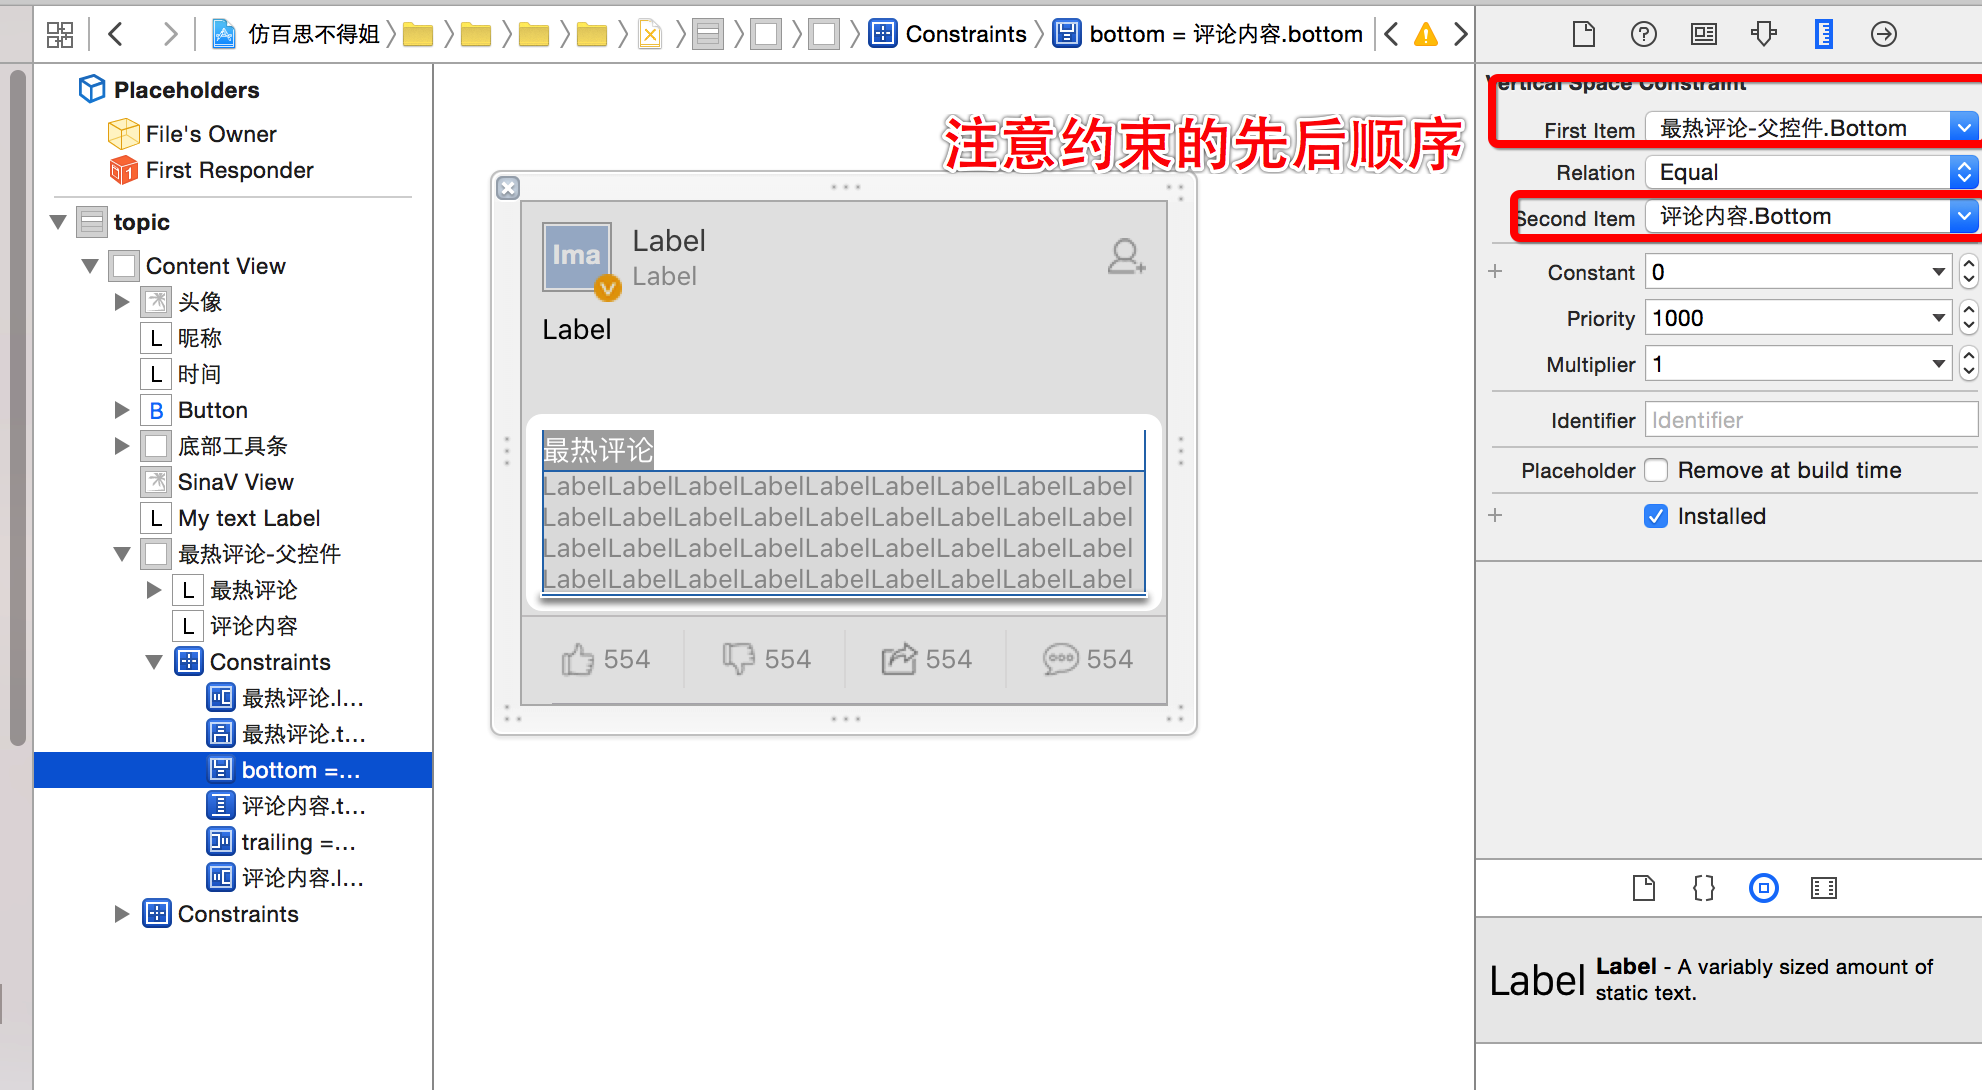 仿百思不得姐
Constraints
bottom = 评论内容.bottom
Placeholders
File's Owner
First Responder
topic
Content View
头像
L 昵称
L 时间
B Button
底部工具条
SinaV View
L My text Label
最热评论-父控件
L 最热评论
L 评论内容
Constraints
最热评论.l...
最热评论.t...
bottom =...
评论内容.t...
trailing =...
评论内容.l...
Constraints
注意约束的先后顺序
Ima
V
Label
Label
Label
最热评论
LabelLabelLabelLabelLabelLabelLabelLabelLabel
LabelLabelLabelLabelLabelLabelLabelLabelLabel
LabelLabelLabelLabelLabelLabelLabelLabelLabel
LabelLabelLabelLabelLabelLabelLabelLabelLabel
554
554
554
554
Vertical Space Constraint
First Item 最热评论-父控件.Bottom
Relation Equal
Second Item 评论内容.Bottom
Constant 0
Priority 1000
Multiplier 1
Identifier Identifier
Placeholder Remove at build time
Installed
Label
Label - A variably sized amount of
static text.